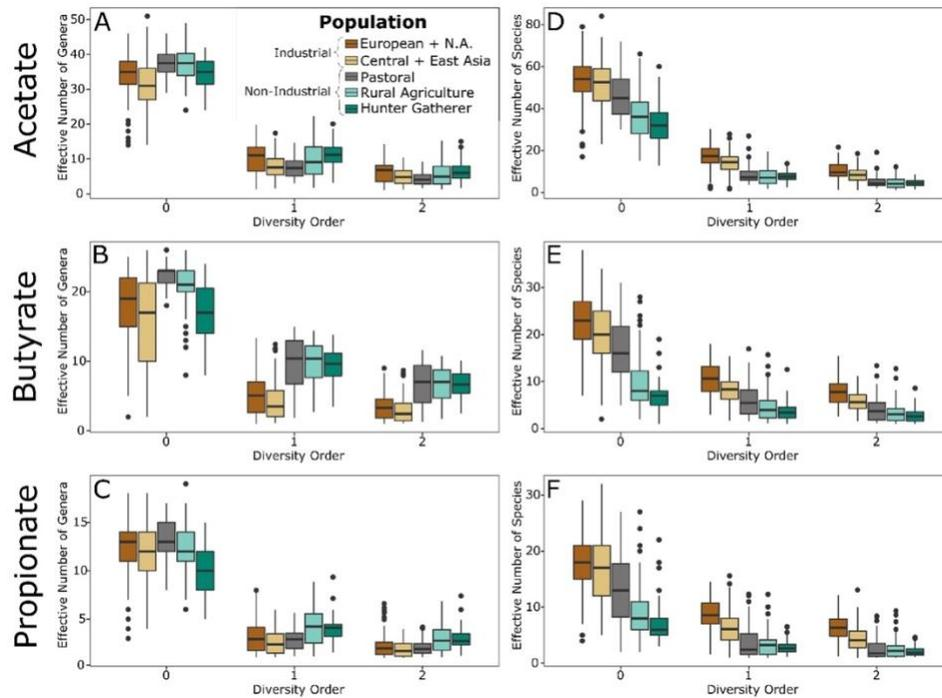 A
Population
Industrial
European + N.A.
Central + East Asia
Non-Industrial
Pastoral
Rural Agriculture
Hunter Gatherer
Acetate
Effective Number of Genera
40
30
20
10
0
0 1 2
Diversity Order
D
Effective Number of Species
80
60
40
20
0
0 1 2
Diversity Order
B
Butyrate
Effective Number of Genera
20
10
0
0 1 2
Diversity Order
E
Effective Number of Species
30
20
10
0
0 1 2
Diversity Order
C
Propionate
Effective Number of Genera
15
10
5
0
0 1 2
Diversity Order
F
Effective Number of Species
30
20
10
0
0 1 2
Diversity Order